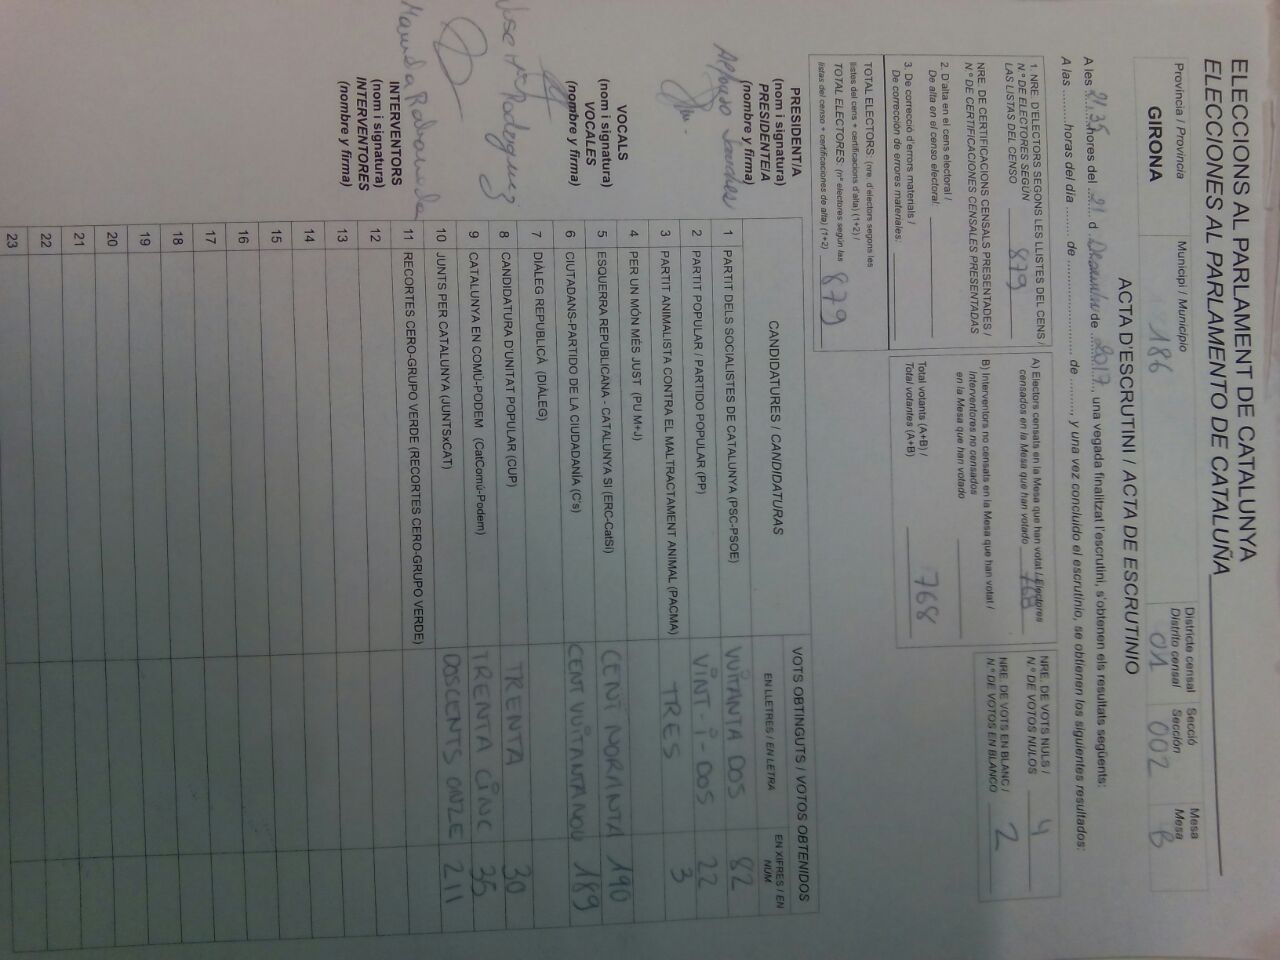 ELECCIONS AL PARLAMENT DE CATALUNYA
ELECCIONES AL PARLAMENTO DE CATALUÑA
Província / Provincia
GIRONA
Municipi / Municipio
186
Districte censal
Distrito censal
01
Secció
Sección
002
Mesa
Mesa
B
ACTA D'ESCRUTINI / ACTA DE ESCRUTINIO
A les 21:35 hores del 21 d Desembre de 2017, una vegada finalitzat l'escrutini, s'obtenen els resultats següents:
A las ......... horas del día ........ de ........................ de ........, y una vez concluido el escrutinio, se obtienen los siguientes resultados:
1. NRE. D'ELECTORS SEGONS LES LLISTES DEL CENS /
N.º DE ELECTORES SEGÚN
LAS LISTAS DEL CENSO 879
NRE. DE CERTIFICACIONS CENSALS PRESENTADES /
N.º DE CERTIFICACIONES CENSALES PRESENTADAS
2. D'alta en el cens electoral /
De alta en el censo electoral:
3. De correcció d'errors materials /
De corrección de errores materiales:
TOTAL ELECTORS: (nre. d'electors segons les
llistes del cens + certificacions d'alta) (1+2) /
TOTAL ELECTORES: (nº electores según las
listas del censo + certificaciones de alta) (1+2) 879
A) Electors censats en la Mesa que han votat / Electores
censados en la Mesa que han votado 768
B) Interventors no censats en la Mesa que han votat /
Interventores no censados
en la Mesa que han votado
Total votants (A+B) /
Total votantes (A+B) 768
NRE. DE VOTS NULS /
N.º DE VOTOS NULOS 4
NRE. DE VOTS EN BLANC /
N.º DE VOTOS EN BLANCO 2
CANDIDATURES / CANDIDATURAS
VOTS OBTINGUTS / VOTOS OBTENIDOS
EN LLETRES / EN LETRA
EN XIFRES / EN NÚM
1 PARTIT DELS SOCIALISTES DE CATALUNYA (PSC-PSOE) VUITANTA DOS 82
2 PARTIT POPULAR / PARTIDO POPULAR (PP) VINT-I-DOS 22
3 PARTIT ANIMALISTA CONTRA EL MALTRACTAMENT ANIMAL (PACMA) TRES 3
4 PER UN MÓN MÉS JUST (PU M+J)
5 ESQUERRA REPUBLICANA - CATALUNYA SI (ERC-CatSI) CENT NORANTA 190
6 CIUTADANS-PARTIDO DE LA CIUDADANÍA (C's) CENT VUITANTANOU 189
7 DIÀLEG REPUBLICÀ (DIÀLEG)
8 CANDIDATURA D'UNITAT POPULAR (CUP) TRENTA 30
9 CATALUNYA EN COMÚ-PODEM (CatComú-Podem) TRENTA CINC 35
10 JUNTS PER CATALUNYA (JUNTSxCAT) DOSCENTS ONZE 211
11 RECORTES CERO-GRUPO VERDE (RECORTES CERO-GRUPO VERDE)
12
13
14
15
16
17
18
19
20
21
22
23
PRESIDENT/A
(nom i signatura)
PRESIDENTE/A
(nombre y firma)
Alfonso
VOCALS
(nom i signatura)
VOCALES
(nombre y firma)
Jose Mª Rodriguez
INTERVENTORS
(nom i signatura)
INTERVENTORES
(nombre y firma)